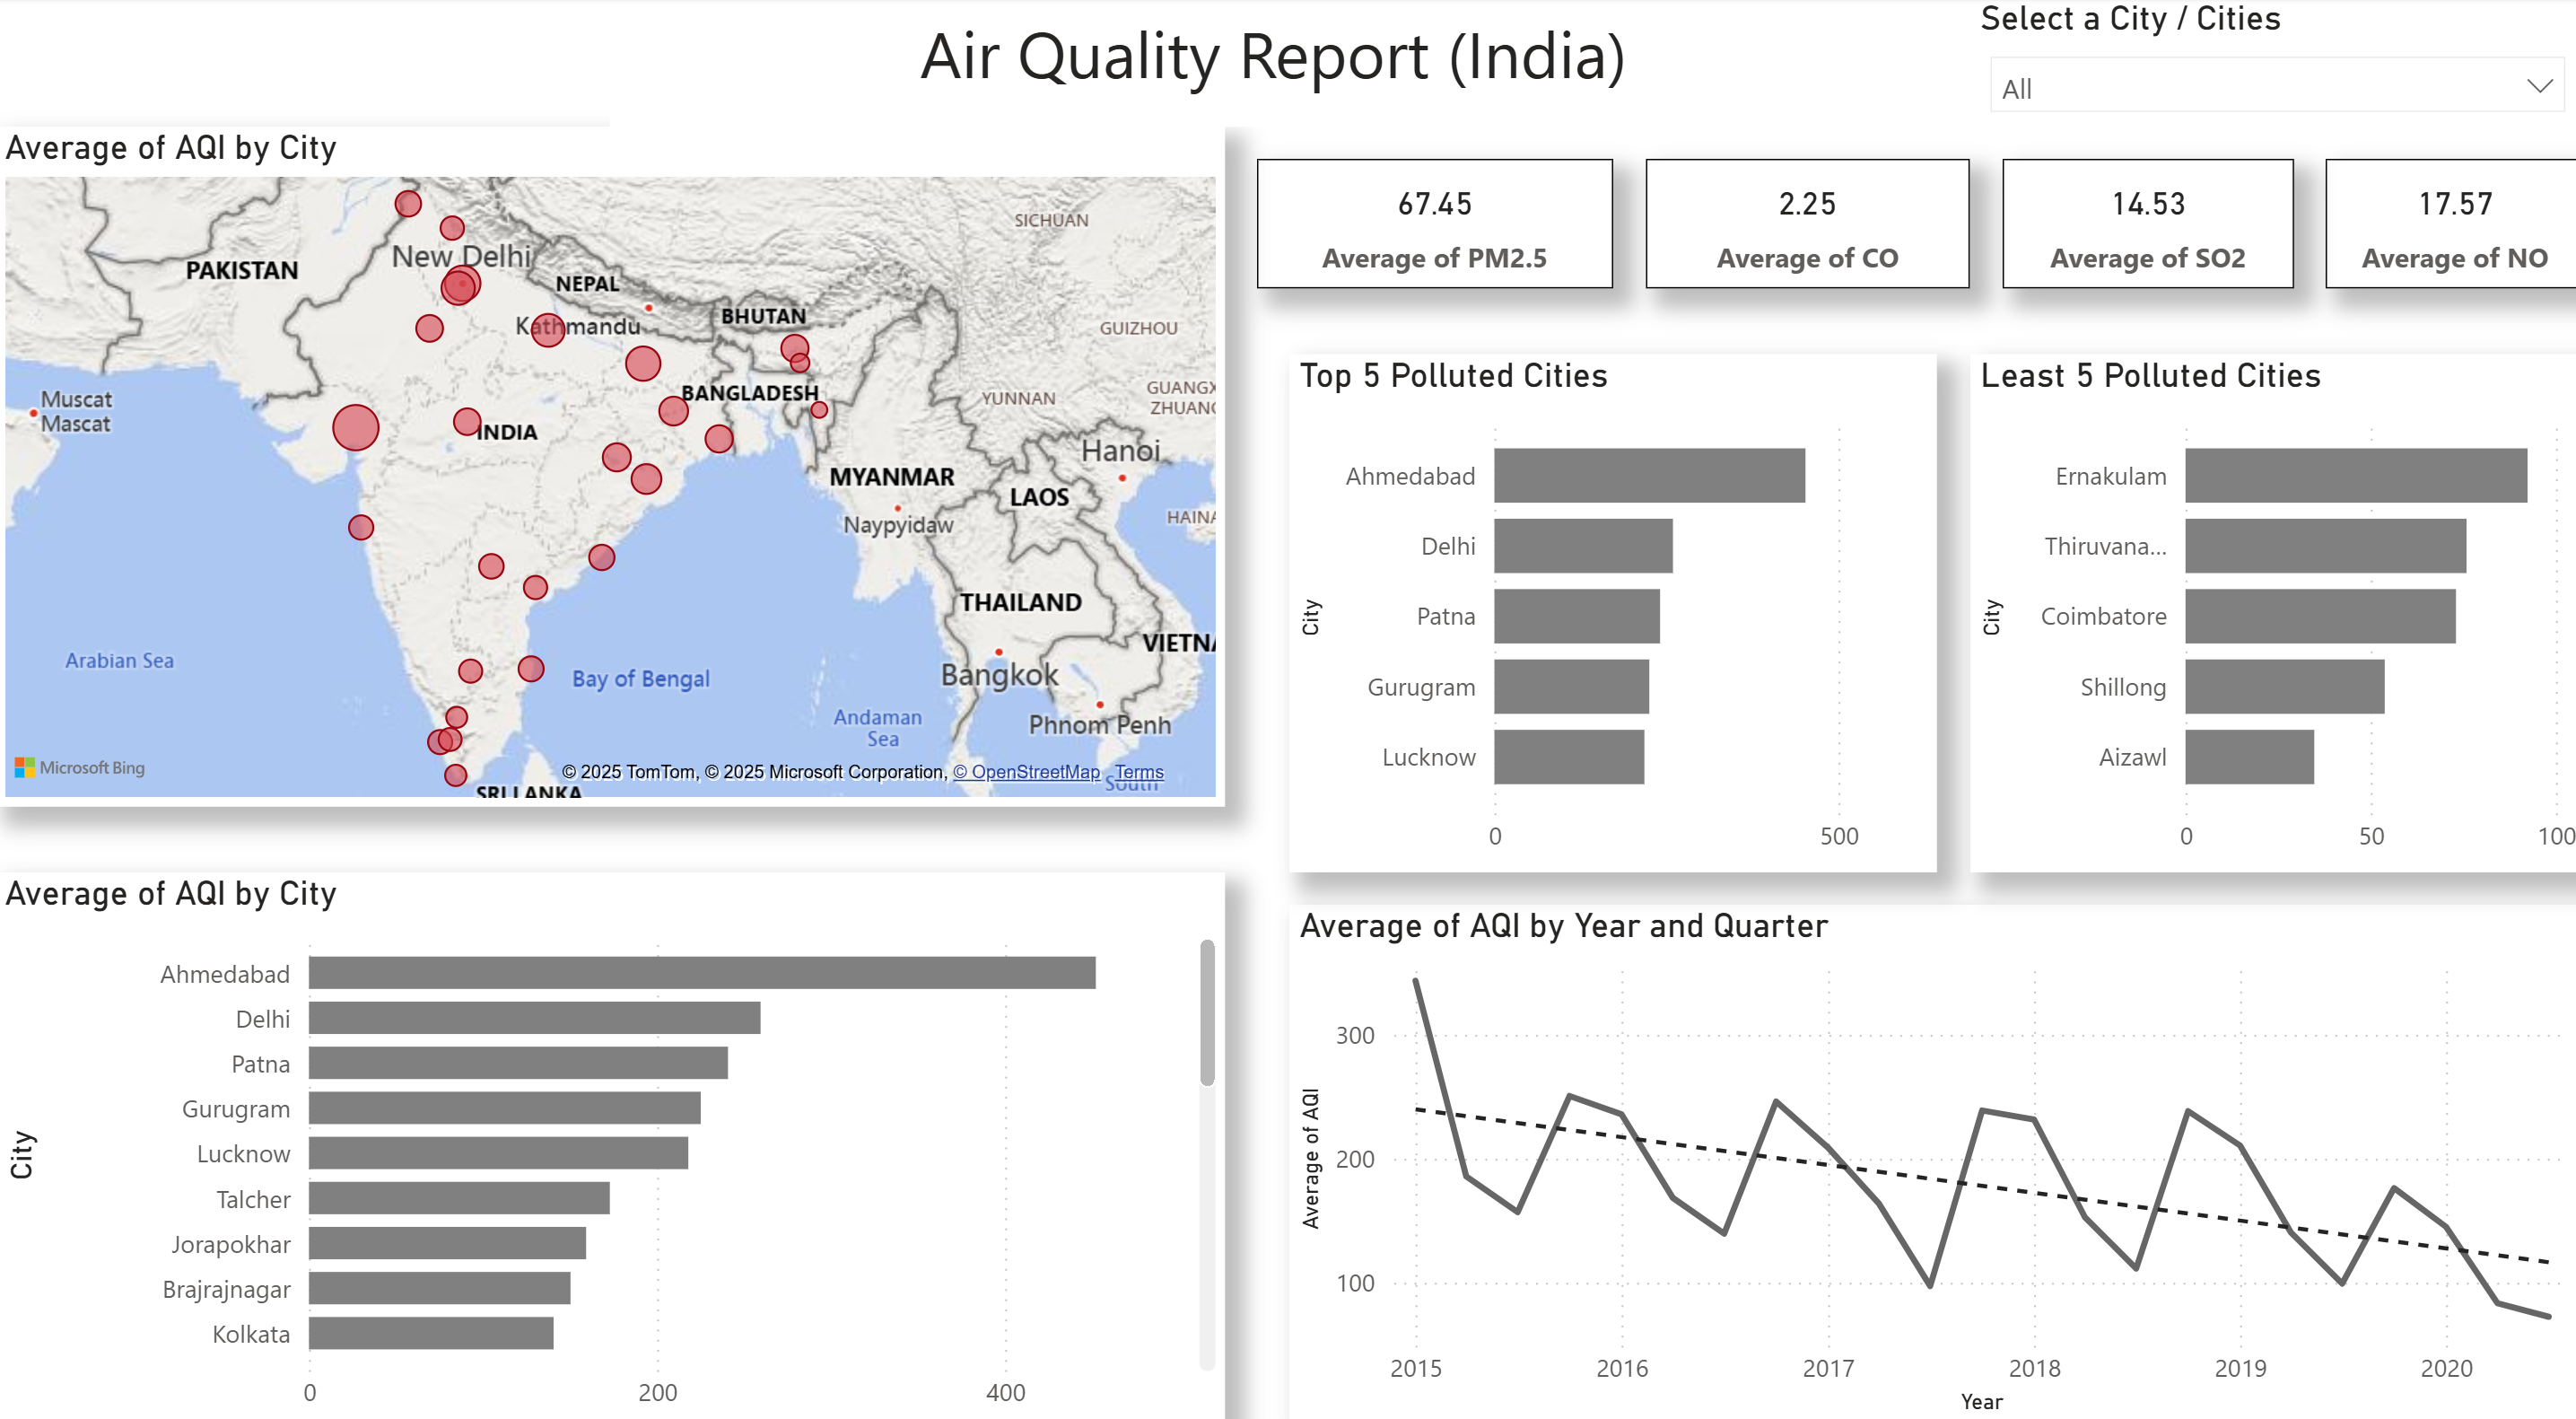 Air Quality Report (India)
Select a City / Cities
All
Average of AQI by City
PAKISTAN
New Delhi
NEPAL
Kathmandu
BHUTAN
SICHUAN
GUIZHOU
YUNNAN
GUANGX
ZHUANG
BANGLADESH
Muscat
Mascat
INDIA
MYANMAR
Naypyidaw
Hanoi
LAOS
HAINA
THAILAND
VIETNA
Bangkok
Phnom Penh
Arabian Sea
Bay of Bengal
Andaman
Sea
Microsoft Bing
© 2025 TomTom, © 2025 Microsoft Corporation, © OpenStreetMap Terms
South
SRI LANKA
67.45
Average of PM2.5
2.25
Average of CO
14.53
Average of SO2
17.57
Average of NO
Top 5 Polluted Cities
City
Ahmedabad
Delhi
Patna
Gurugram
Lucknow
0 500
Least 5 Polluted Cities
City
Ernakulam
Thiruvana...
Coimbatore
Shillong
Aizawl
0 50 100
Average of AQI by City
City
Ahmedabad
Delhi
Patna
Gurugram
Lucknow
Talcher
Jorapokhar
Brajrajnagar
Kolkata
0 200 400
Average of AQI by Year and Quarter
Average of AQI
300
200
100
2015 2016 2017 2018 2019 2020
Year